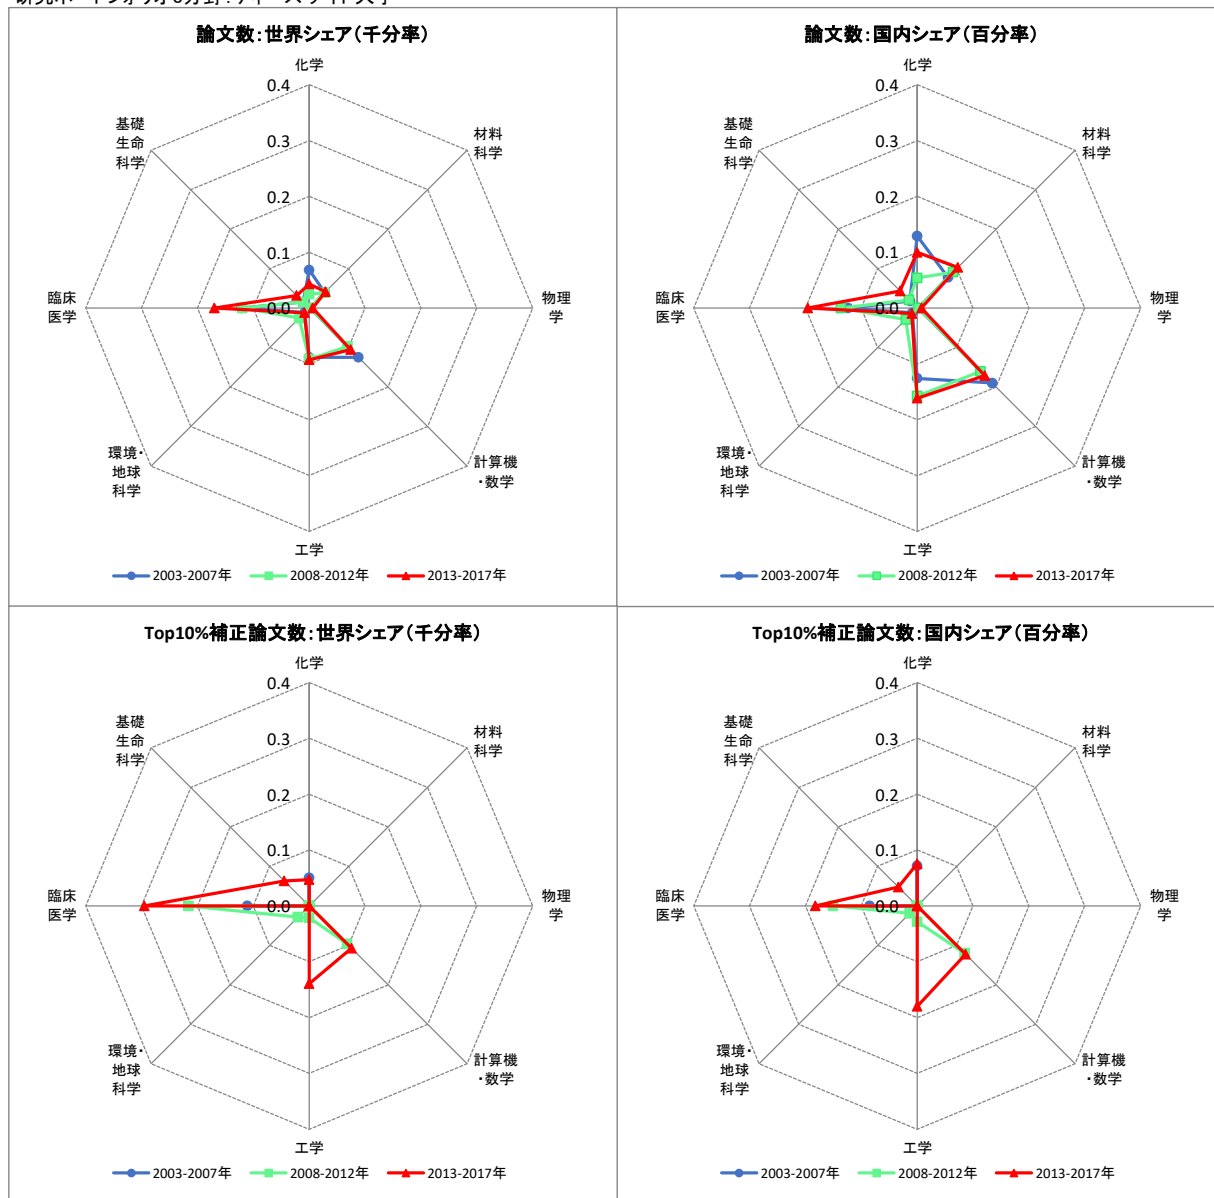 論文数：世界シェア（千分率）
化学
0.4
0.3
0.2
0.1
0.0
材料
科学
物理
学
計算機
・数学
工学
環境・
地球
科学
臨床
医学
基礎
生命
科学
2003-2007年 2008-2012年 2013-2017年
論文数：国内シェア（百分率）
化学
0.4
0.3
0.2
0.1
0.0
材料
科学
物理
学
計算機
・数学
工学
環境・
地球
科学
臨床
医学
基礎
生命
科学
2003-2007年 2008-2012年 2013-2017年
Top10%補正論文数：世界シェア（千分率）
化学
0.4
0.3
0.2
0.1
0.0
材料
科学
物理
学
計算機
・数学
工学
環境・
地球
科学
臨床
医学
基礎
生命
科学
2003-2007年 2008-2012年 2013-2017年
Top10%補正論文数：国内シェア（百分率）
化学
0.4
0.3
0.2
0.1
0.0
材料
科学
物理
学
計算機
・数学
工学
環境・
地球
科学
臨床
医学
基礎
生命
科学
2003-2007年 2008-2012年 2013-2017年